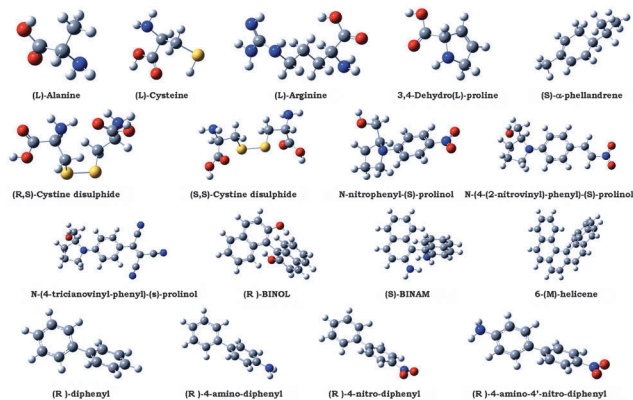 (L)-Alanine
(L)-Cysteine
(L)-Arginine
3,4-Dehydro(L)-proline
(S)-α-phellandrene
(R,S)-Cystine disulphide
(S,S)-Cystine disulphide
N-nitrophenyl-(S)-prolinol
N-(4-(2-nitrovinyl)-phenyl)-(S)-prolinol
N-(4-tricianovinyl-phenyl)-(s)-prolinol
(R )-BINOL
(S)-BINAM
6-(M)-helicene
(R )-diphenyl
(R )-4-amino-diphenyl
(R )-4-nitro-diphenyl
(R )-4-amino-4'-nitro-diphenyl